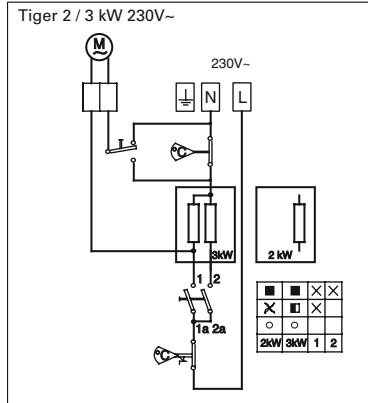 Tiger 2 / 3 kW 230V~
M
230V~
N L
°C
3kW
2 kW
1 2
1a 2a
°C
2kW 3kW 1 2